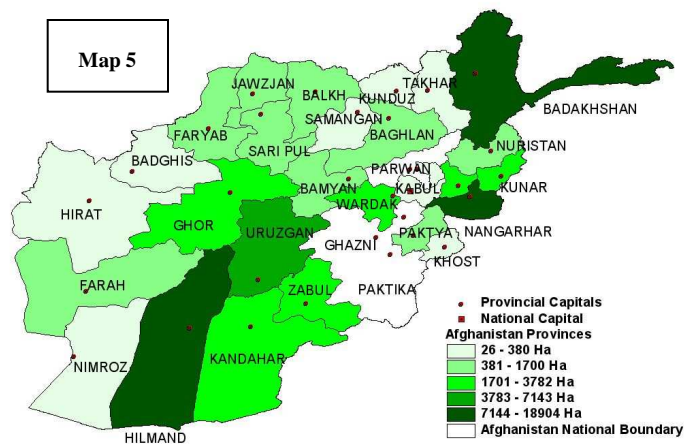 Map 5
JAWZJAN
BALKH
KUNDUZ
TAKHAR
BADAKHSHAN
SAMANGAN
FARYAB
BAGHLAN
SARI PUL
NURISTAN
BADGHIS
PARWAN
BAMYAN
KABUL
KUNAR
WARDAK
HIRAT
GHOR
URUZGAN
GHAZNI
PAKTYA
NANGARHAR
KHOST
FARAH
ZABUL
PAKTIKA
NIMROZ
KANDAHAR
HILMAND
Provincial Capitals
National Capital
Afghanistan Provinces
26 - 380 Ha
381 - 1700 Ha
1701 - 3782 Ha
3783 - 7143 Ha
7144 - 18904 Ha
Afghanistan National Boundary